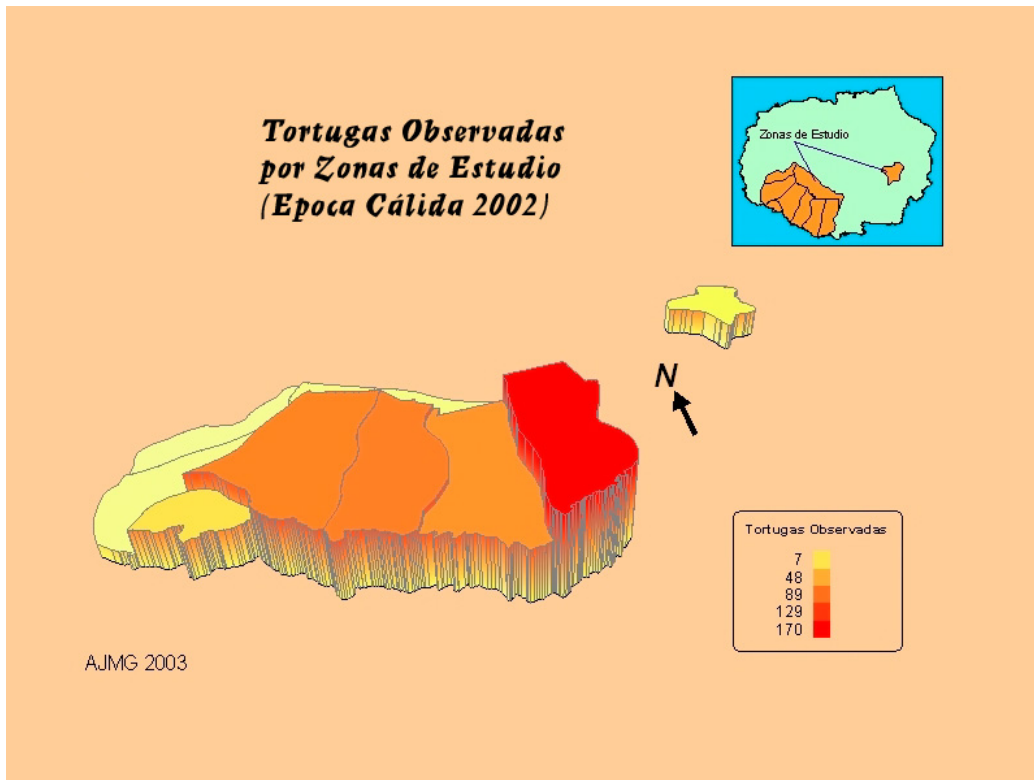 Tortugas Observadas
por Zonas de Estudio
(Epoca Cálida 2002)
Zonas de Estudio
N
Tortugas Observadas
7
48
89
129
170
AJMG 2003